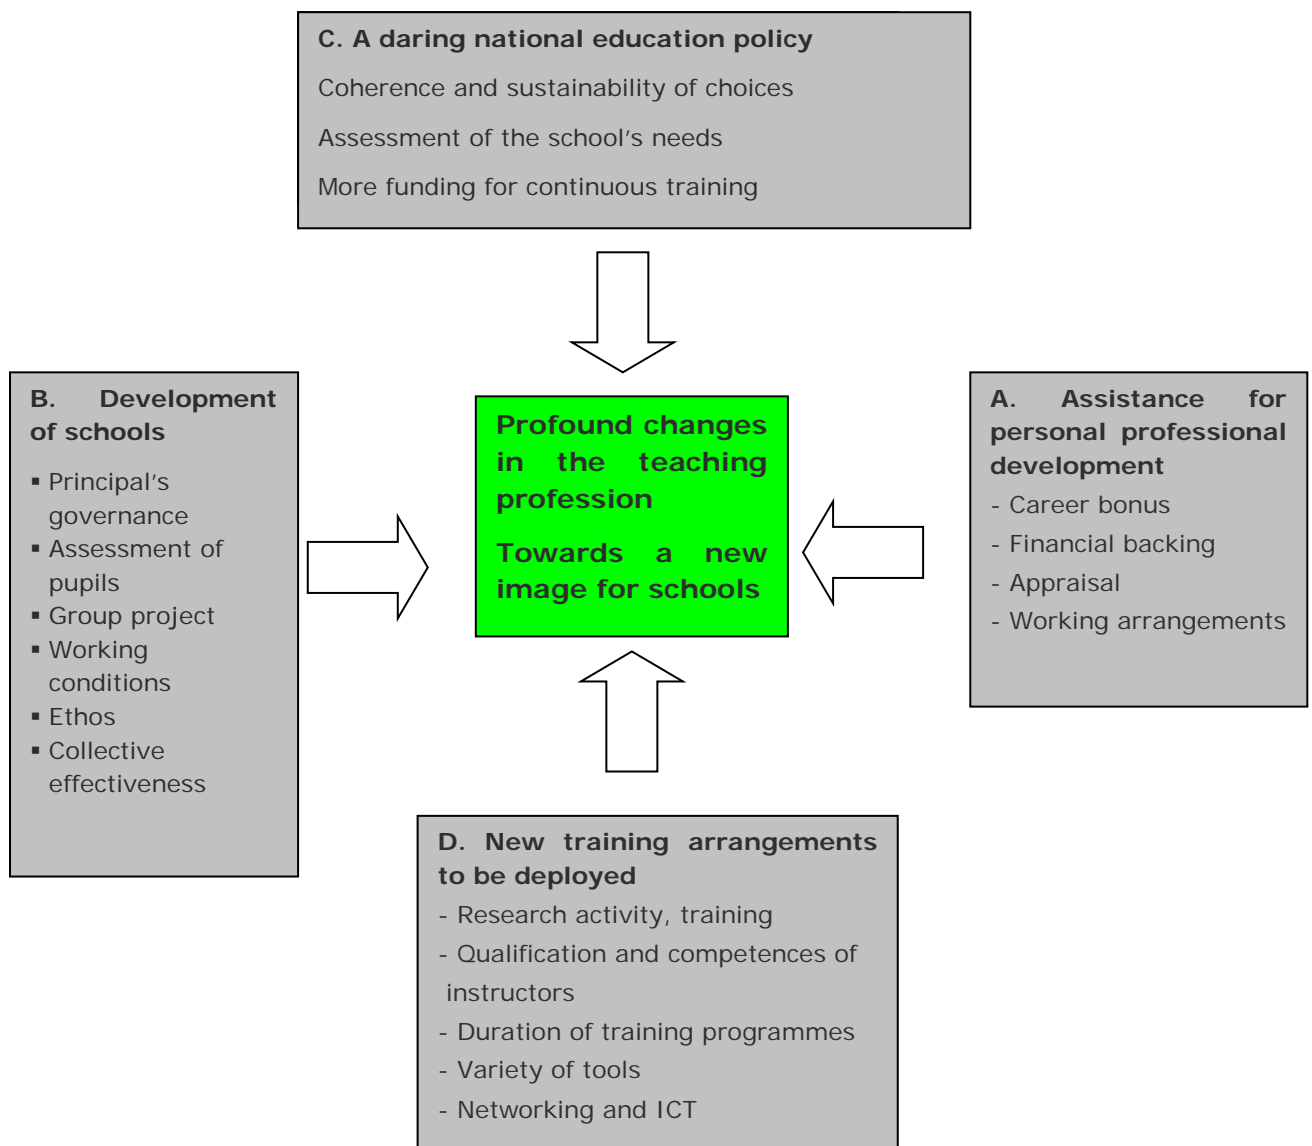 C. A daring national education policy
Coherence and sustainability of choices
Assessment of the school's needs
More funding for continuous training
B. Development
of schools
▪ Principal's
governance
▪ Assessment of
pupils
▪ Group project
▪ Working
conditions
▪ Ethos
▪ Collective
effectiveness
Profound changes
in the teaching
profession
Towards a new
image for schools
A. Assistance for
personal professional
development
- Career bonus
- Financial backing
- Appraisal
- Working arrangements
D. New training arrangements
to be deployed
- Research activity, training
- Qualification and competences of
instructors
- Duration of training programmes
- Variety of tools
- Networking and ICT